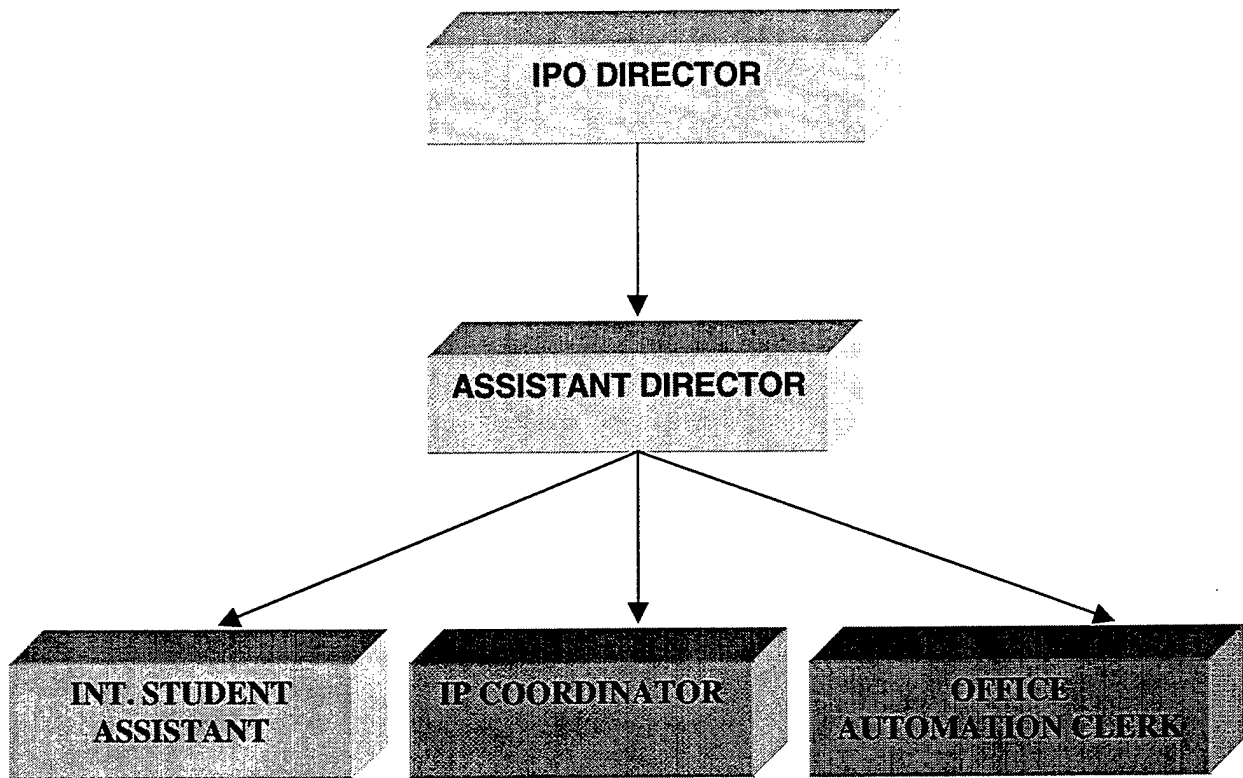 IPO DIRECTOR
ASSISTANT DIRECTOR
INT. STUDENT
ASSISTANT
IP COORDINATOR
OFFICE
AUTOMATION CLERK